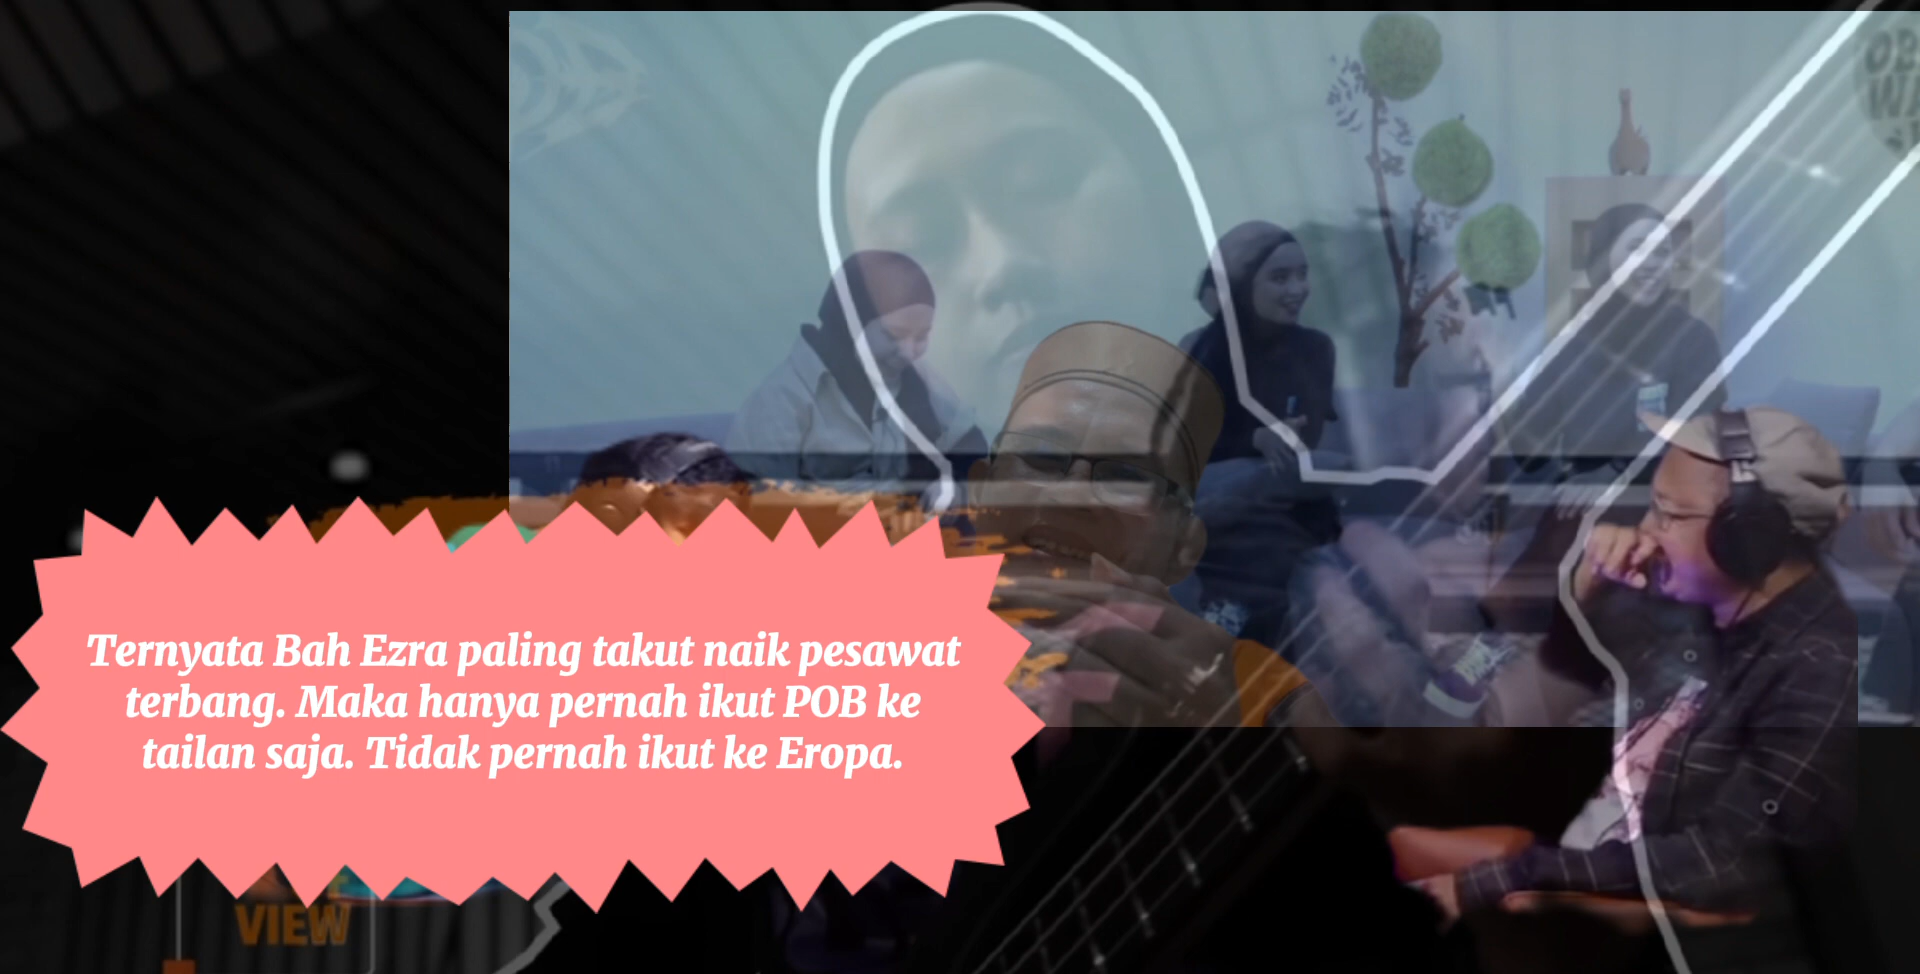 Ternyata Bah Ezra paling takut naik pesawat
terbang. Maka hanya pernah ikut POB ke
tailan saja. Tidak pernah ikut ke Eropa.
VIEW